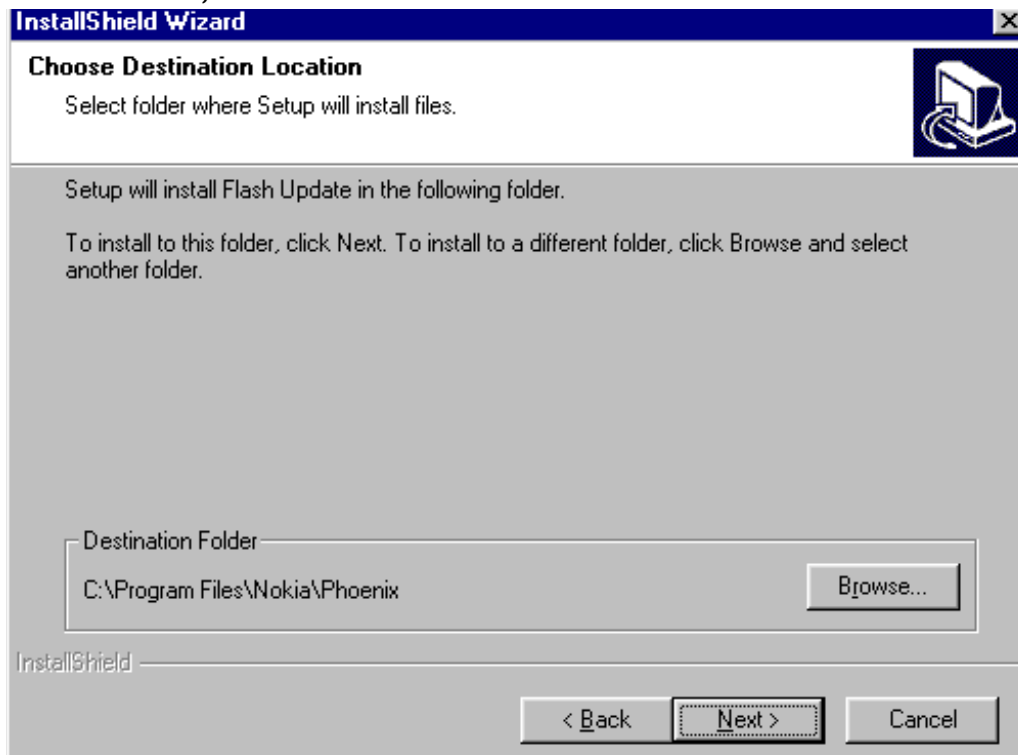 InstallShield Wizard
Choose Destination Location
Select folder where Setup will install files.
Setup will install Flash Update in the following folder.
To install to this folder, click Next. To install to a different folder, click Browse and select
another folder.
Destination Folder
C:\Program Files\Nokia\Phoenix
Browse...
InstallShield
< Back
Next >
Cancel